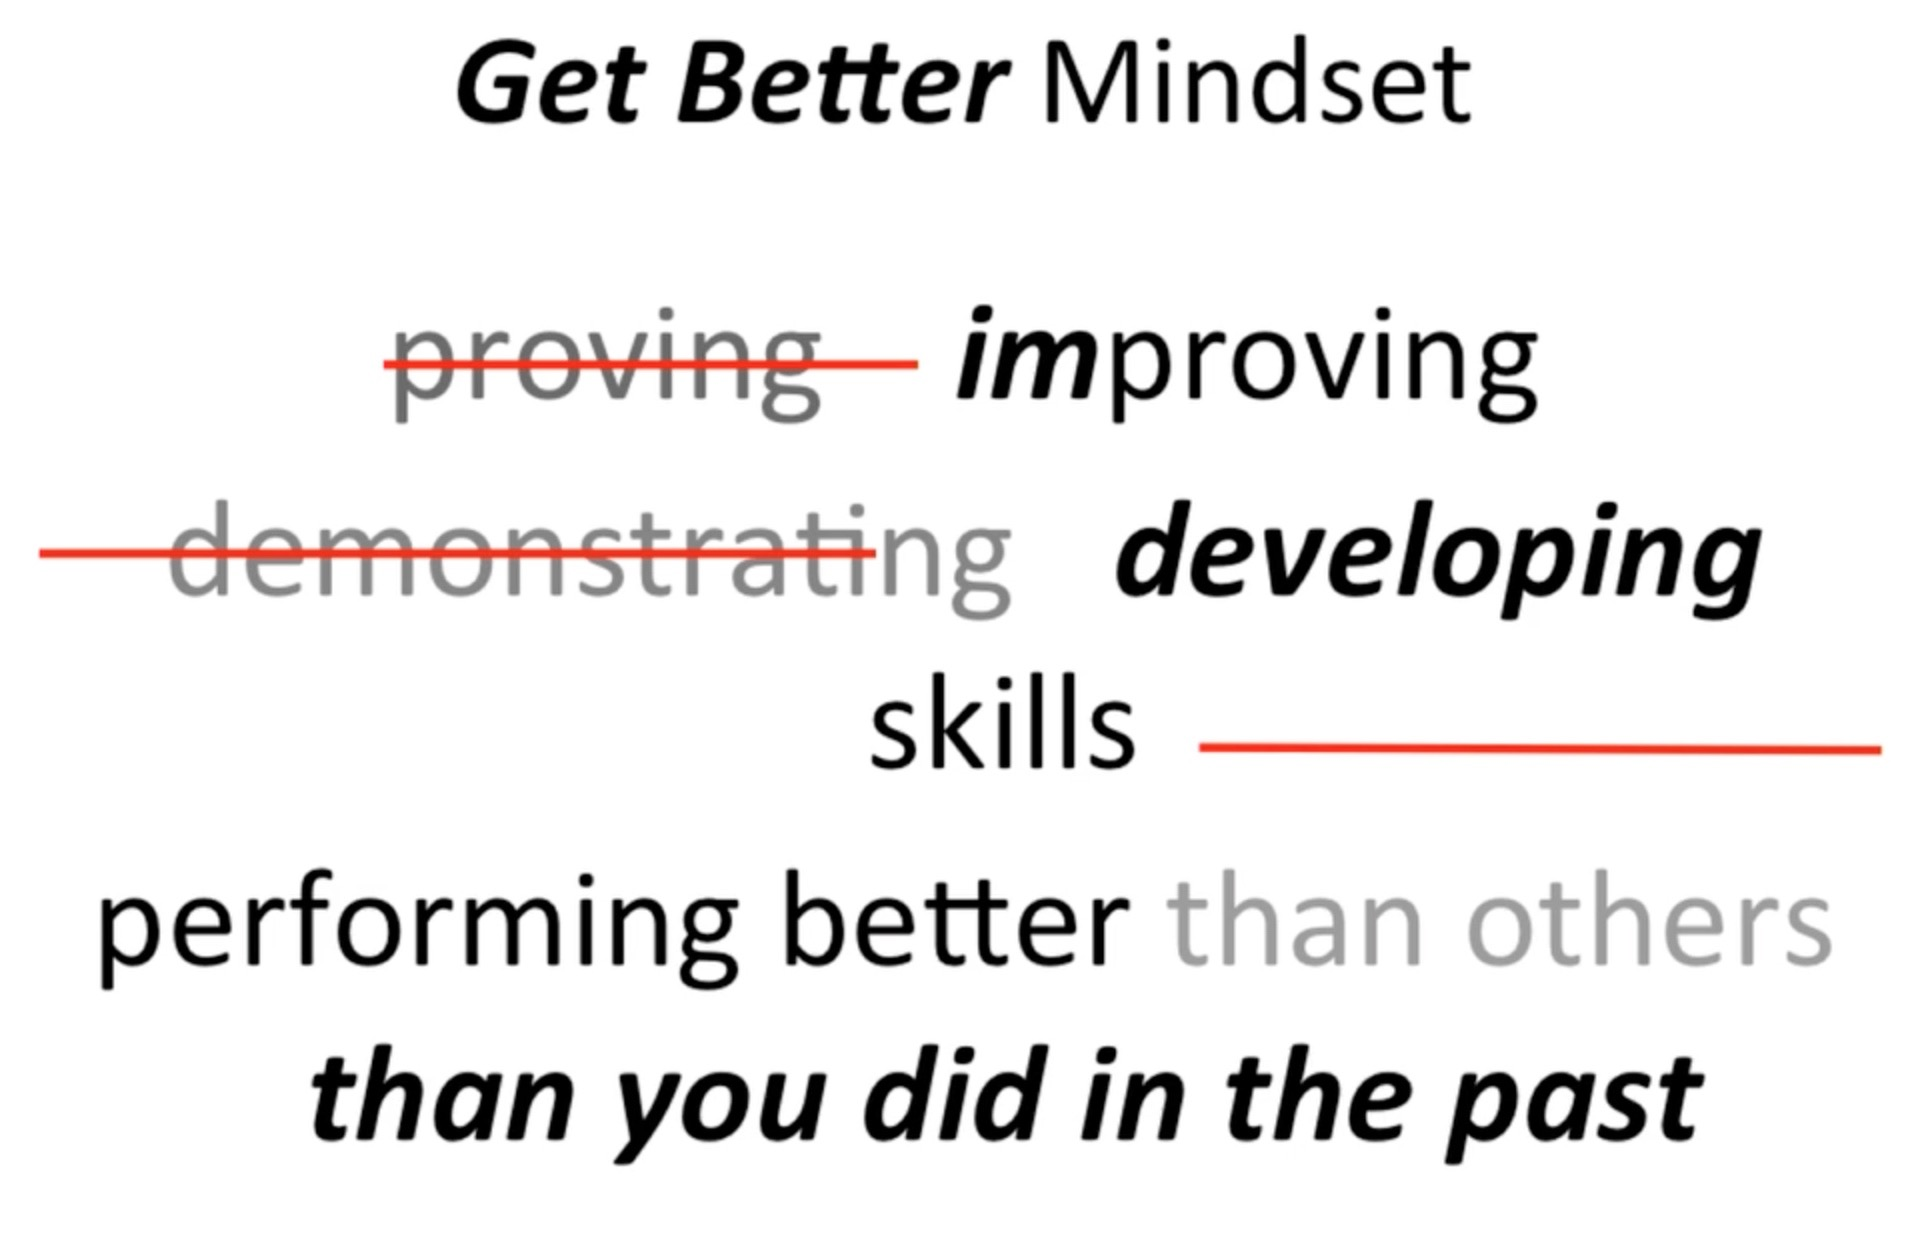 Get Better Mindset
proving improving
demonstrating developing
skills
performing better than others
than you did in the past